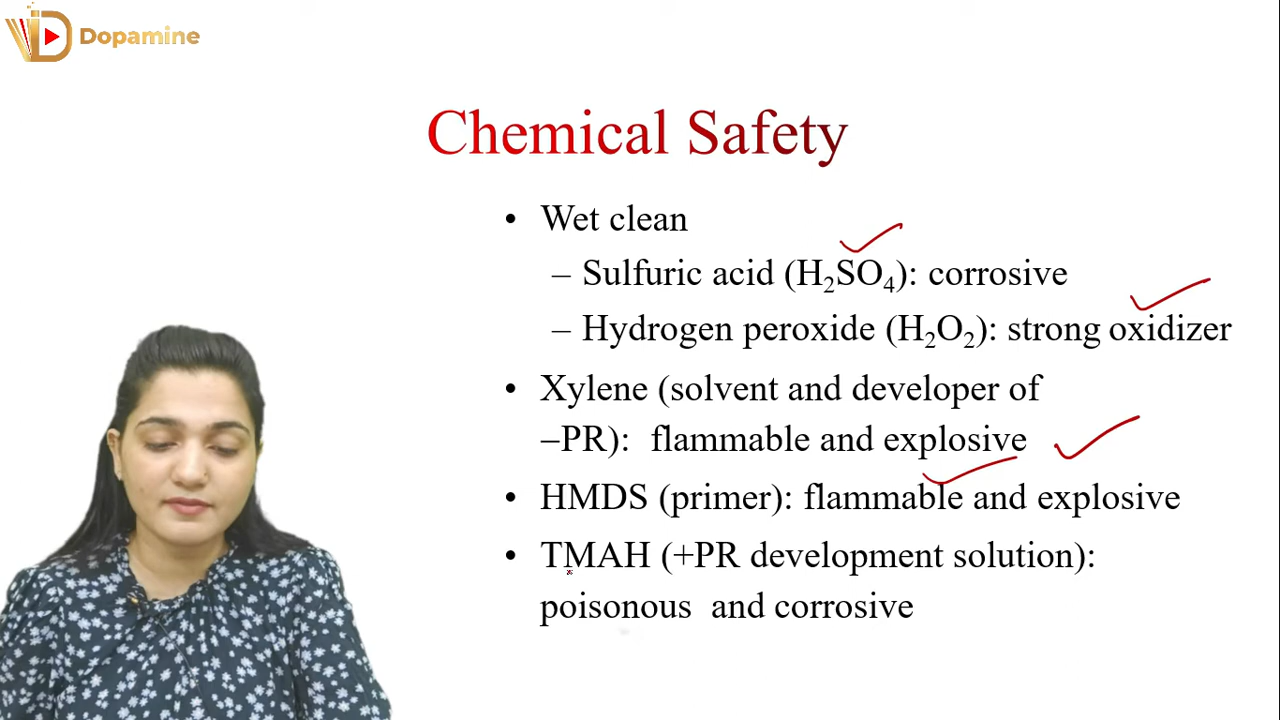 Dopamine
Chemical Safety
• Wet clean
– Sulfuric acid (H₂SO₄): corrosive
– Hydrogen peroxide (H₂O₂): strong oxidizer
• Xylene (solvent and developer of
–PR): flammable and explosive
• HMDS (primer): flammable and explosive
• TMAH (+PR development solution):
poisonous and corrosive